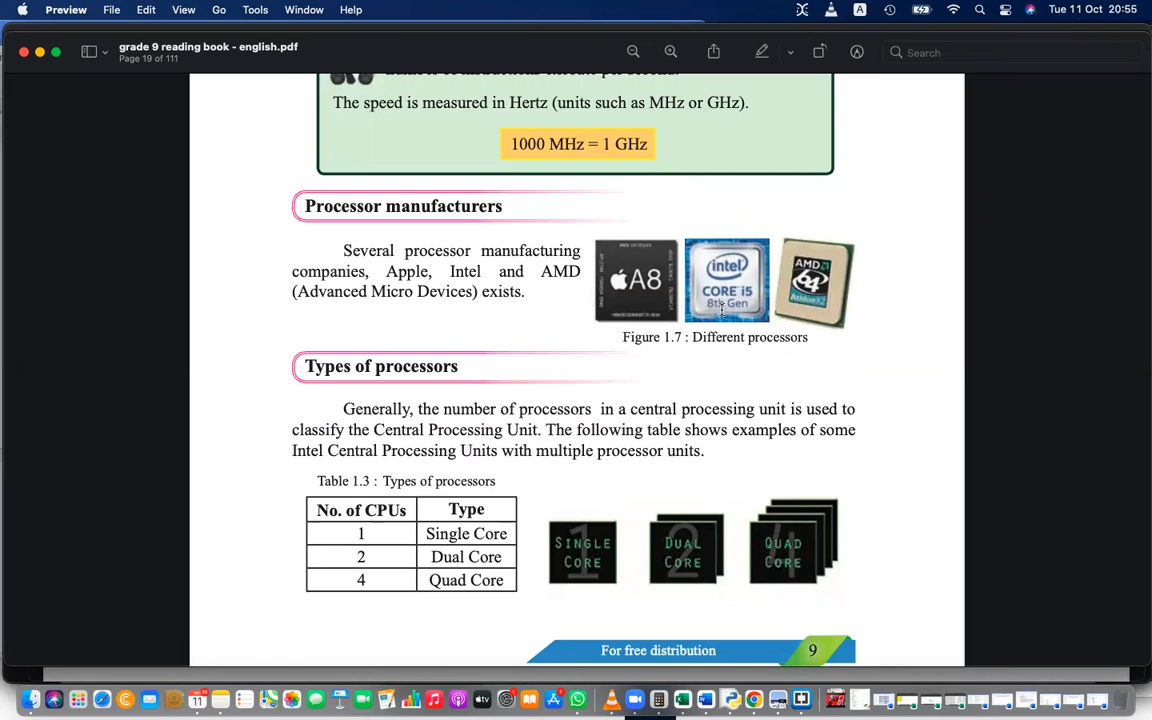 Preview File Edit View Go Tools Window Help Tue 11 Oct 20:55
grade 9 reading book - english.pdf
Page 19 of 111
Search
The speed is measured in Hertz (units such as MHz or GHz).
1000 MHz = 1 GHz
Processor manufacturers
Several processor manufacturing
companies, Apple, Intel and AMD
(Advanced Micro Devices) exists.
A8
intel
CORE i5
8th Gen
AMD
64
Athlon X2
Figure 1.7 : Different processors
Types of processors
Generally, the number of processors in a central processing unit is used to
classify the Central Processing Unit. The following table shows examples of some
Intel Central Processing Units with multiple processor units.
Table 1.3 : Types of processors
No. of CPUs Type
1 Single Core
2 Dual Core
4 Quad Core
SINGLE
CORE
1
DUAL
CORE
2
QUAD
CORE
4
For free distribution 9